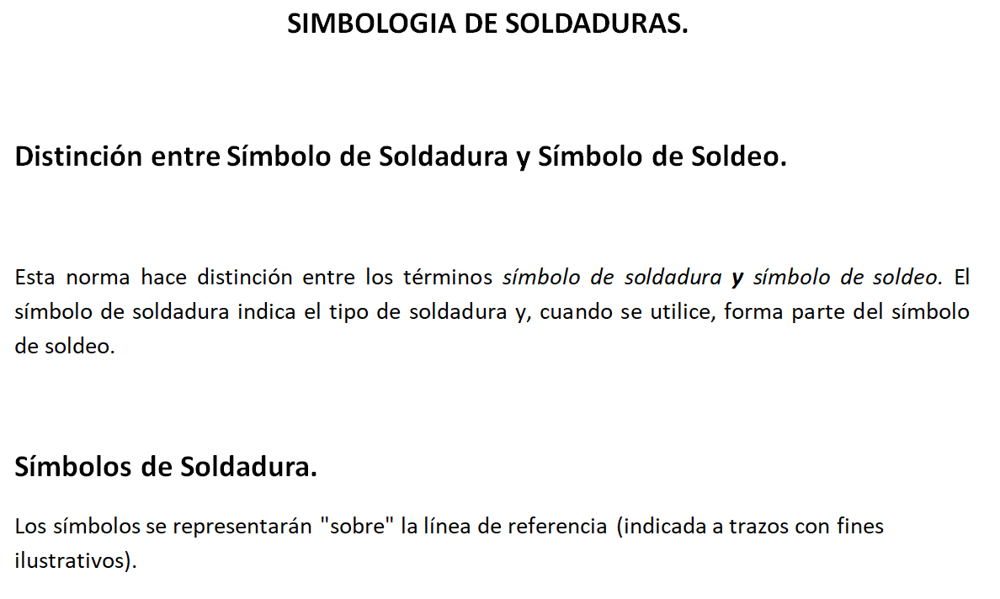 SIMBOLOGIA DE SOLDADURAS.
Distinción entre Símbolo de Soldadura y Símbolo de Soldeo.
Esta norma hace distinción entre los términos símbolo de soldadura y símbolo de soldeo. El
símbolo de soldadura indica el tipo de soldadura y, cuando se utilice, forma parte del símbolo
de soldeo.
Símbolos de Soldadura.
Los símbolos se representarán "sobre" la línea de referencia (indicada a trazos con fines
ilustrativos).